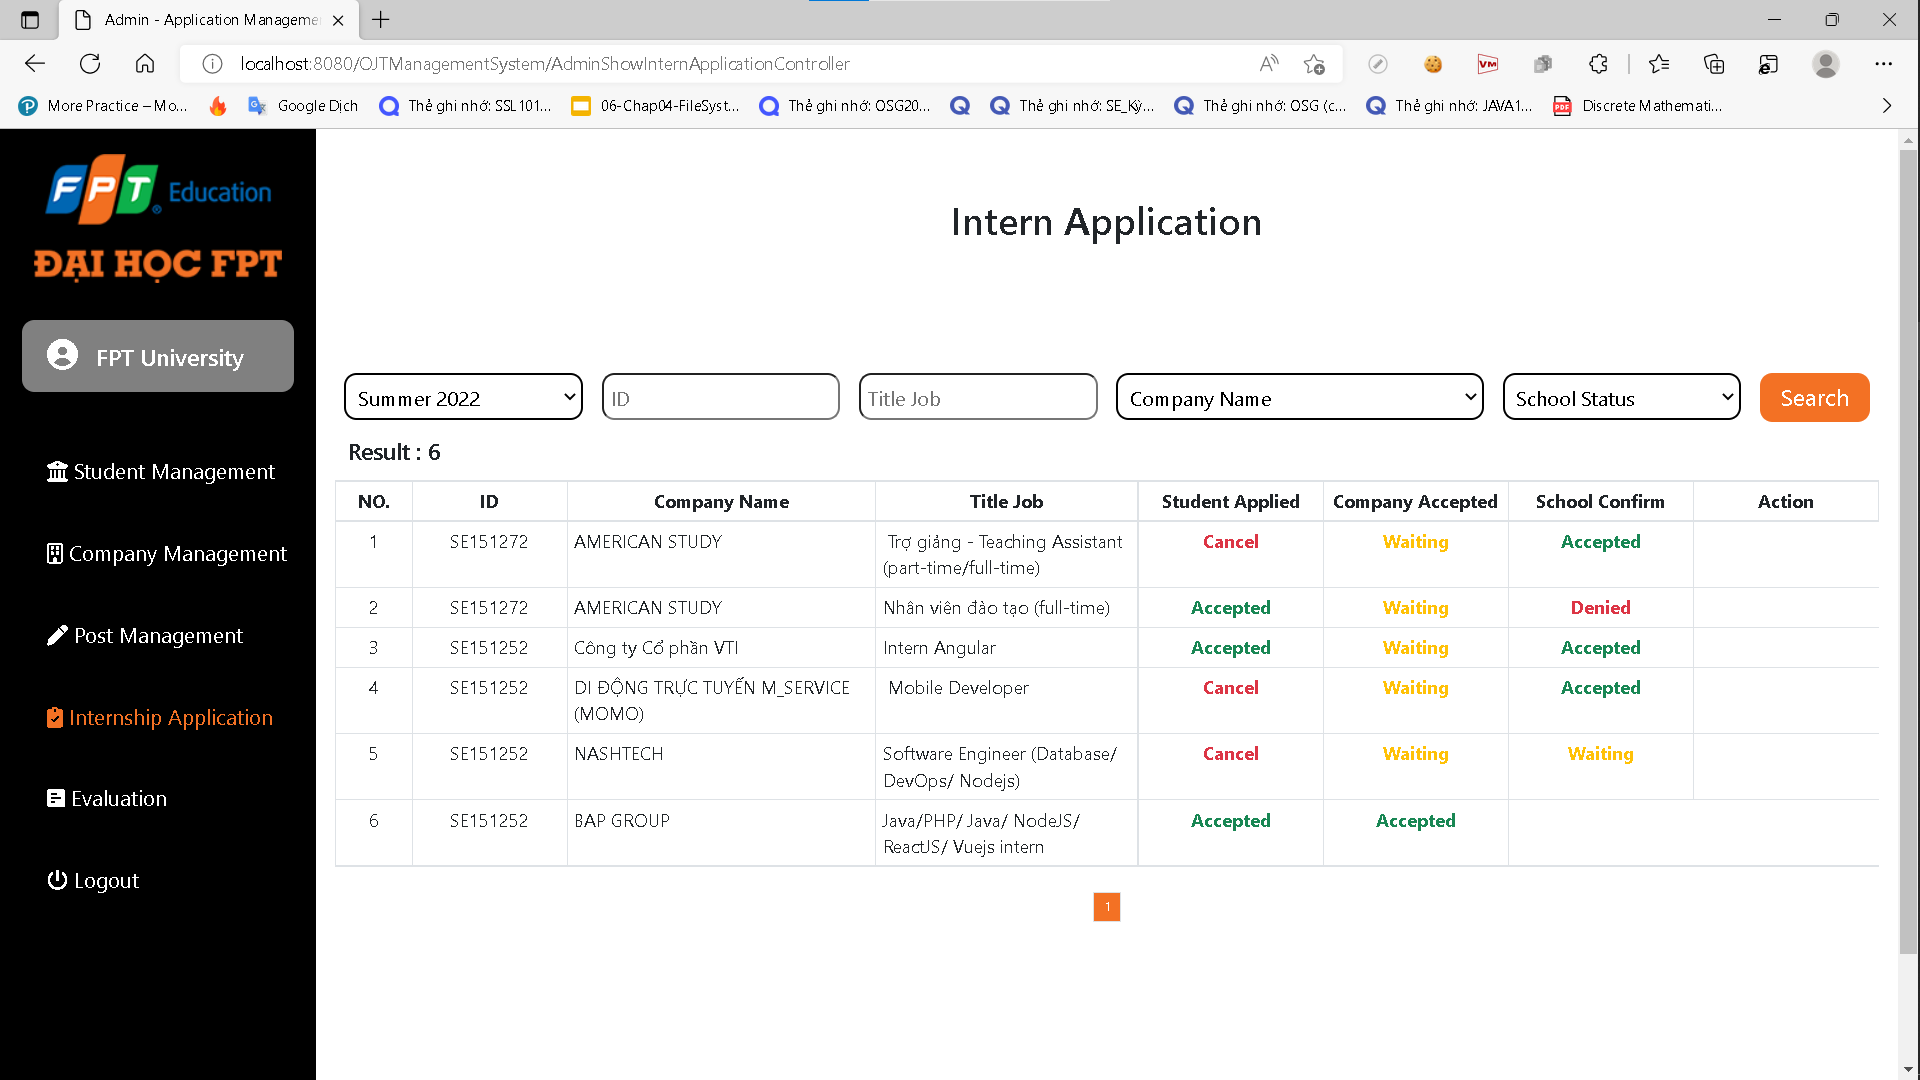 Admin - Application Manageme
localhost:8080/OJTManagementSystem/AdminShowInternApplicationController
More Practice – Mo... Google Dịch Thẻ ghi nhớ: SSL101... 06-Chap04-FileSyst... Thẻ ghi nhớ: OSG20... Thẻ ghi nhớ: SE_Kỳ... Thẻ ghi nhớ: OSG (c... Thẻ ghi nhớ: JAVA1... PDF Discrete Mathemati...
FPT Education
ĐẠI HỌC FPT
FPT University
Student Management
Company Management
Post Management
Internship Application
Evaluation
Logout
Intern Application
Summer 2022 ID Title Job Company Name School Status Search
Result : 6
NO. ID Company Name Title Job Student Applied Company Accepted School Confirm Action
1 SE151272 AMERICAN STUDY Trợ giảng - Teaching Assistant Cancel Waiting Accepted
(part-time/full-time)
2 SE151272 AMERICAN STUDY Nhân viên đào tạo (full-time) Accepted Waiting Denied
3 SE151252 Công ty Cổ phần VTI Intern Angular Accepted Waiting Accepted
4 SE151252 DI ĐỘNG TRỰC TUYẾN M_SERVICE Mobile Developer Cancel Waiting Accepted
(MOMO)
5 SE151252 NASHTECH Software Engineer (Database/ Cancel Waiting Waiting
DevOps/ Nodejs)
6 SE151252 BAP GROUP Java/PHP/ Java/ NodeJS/ Accepted Accepted
ReactJS/ Vuejs intern
1